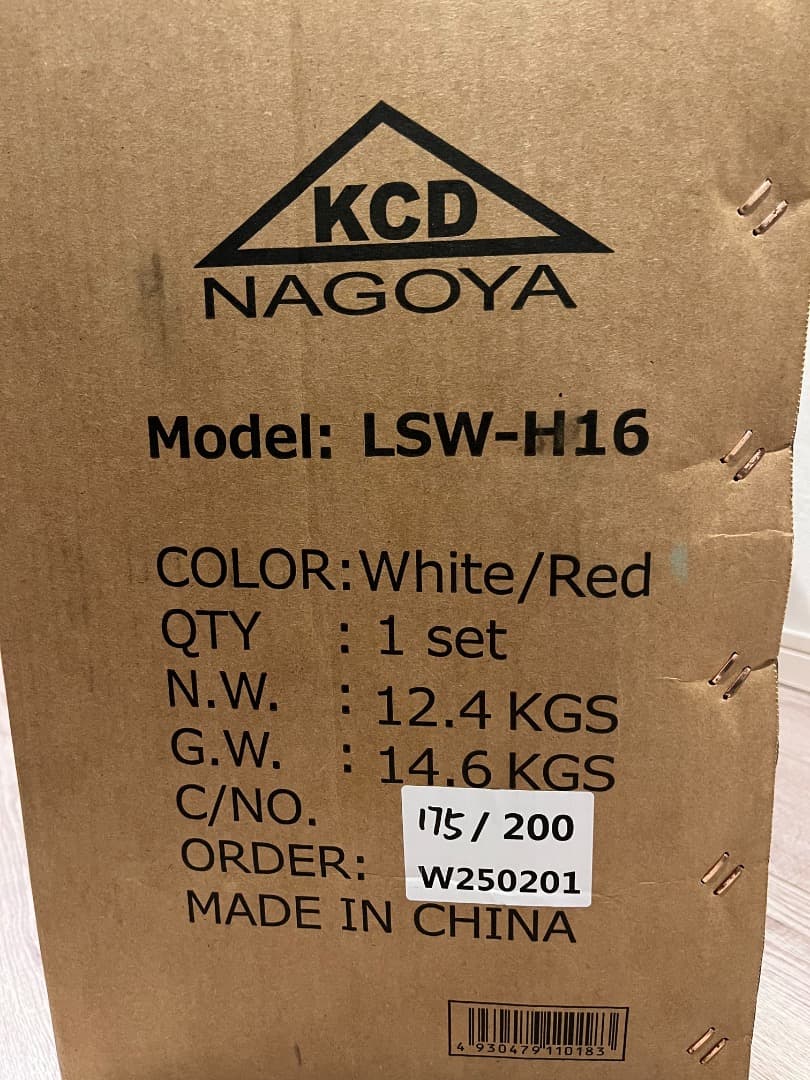 KCD
NAGOYA
Model: LSW-H16
COLOR:White/Red
QTY : 1 set
N.W. : 12.4 KGS
G.W. : 14.6 KGS
C/NO. 175 / 200
ORDER: W250201
MADE IN CHINA
4 930479 110183